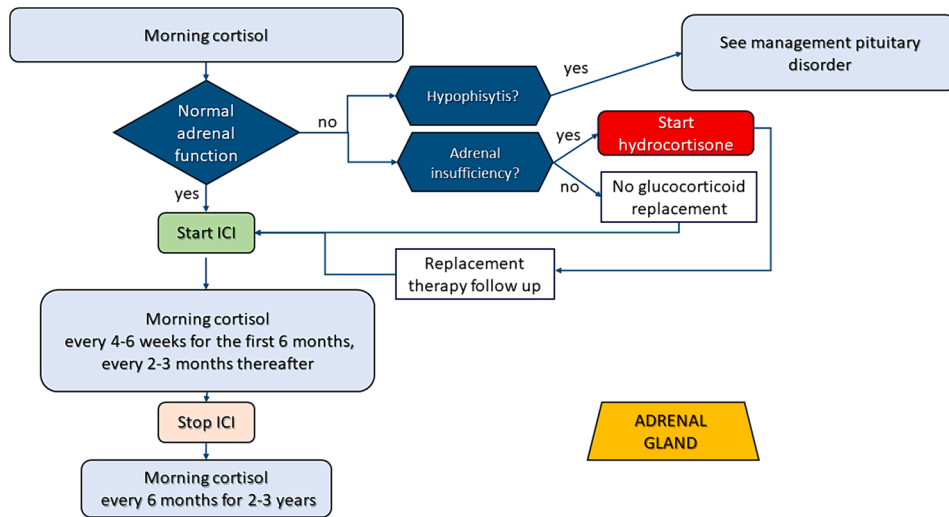 Morning cortisol
See management pituitary
disorder
yes
Hypophisytis?
Normal
adrenal
function
no
yes
Start
hydrocortisone
Adrenal
insufficiency?
no
No glucocorticoid
replacement
yes
Start ICI
Replacement
therapy follow up
Morning cortisol
every 4-6 weeks for the first 6 months,
every 2-3 months thereafter
Stop ICI
ADRENAL
GLAND
Morning cortisol
every 6 months for 2-3 years